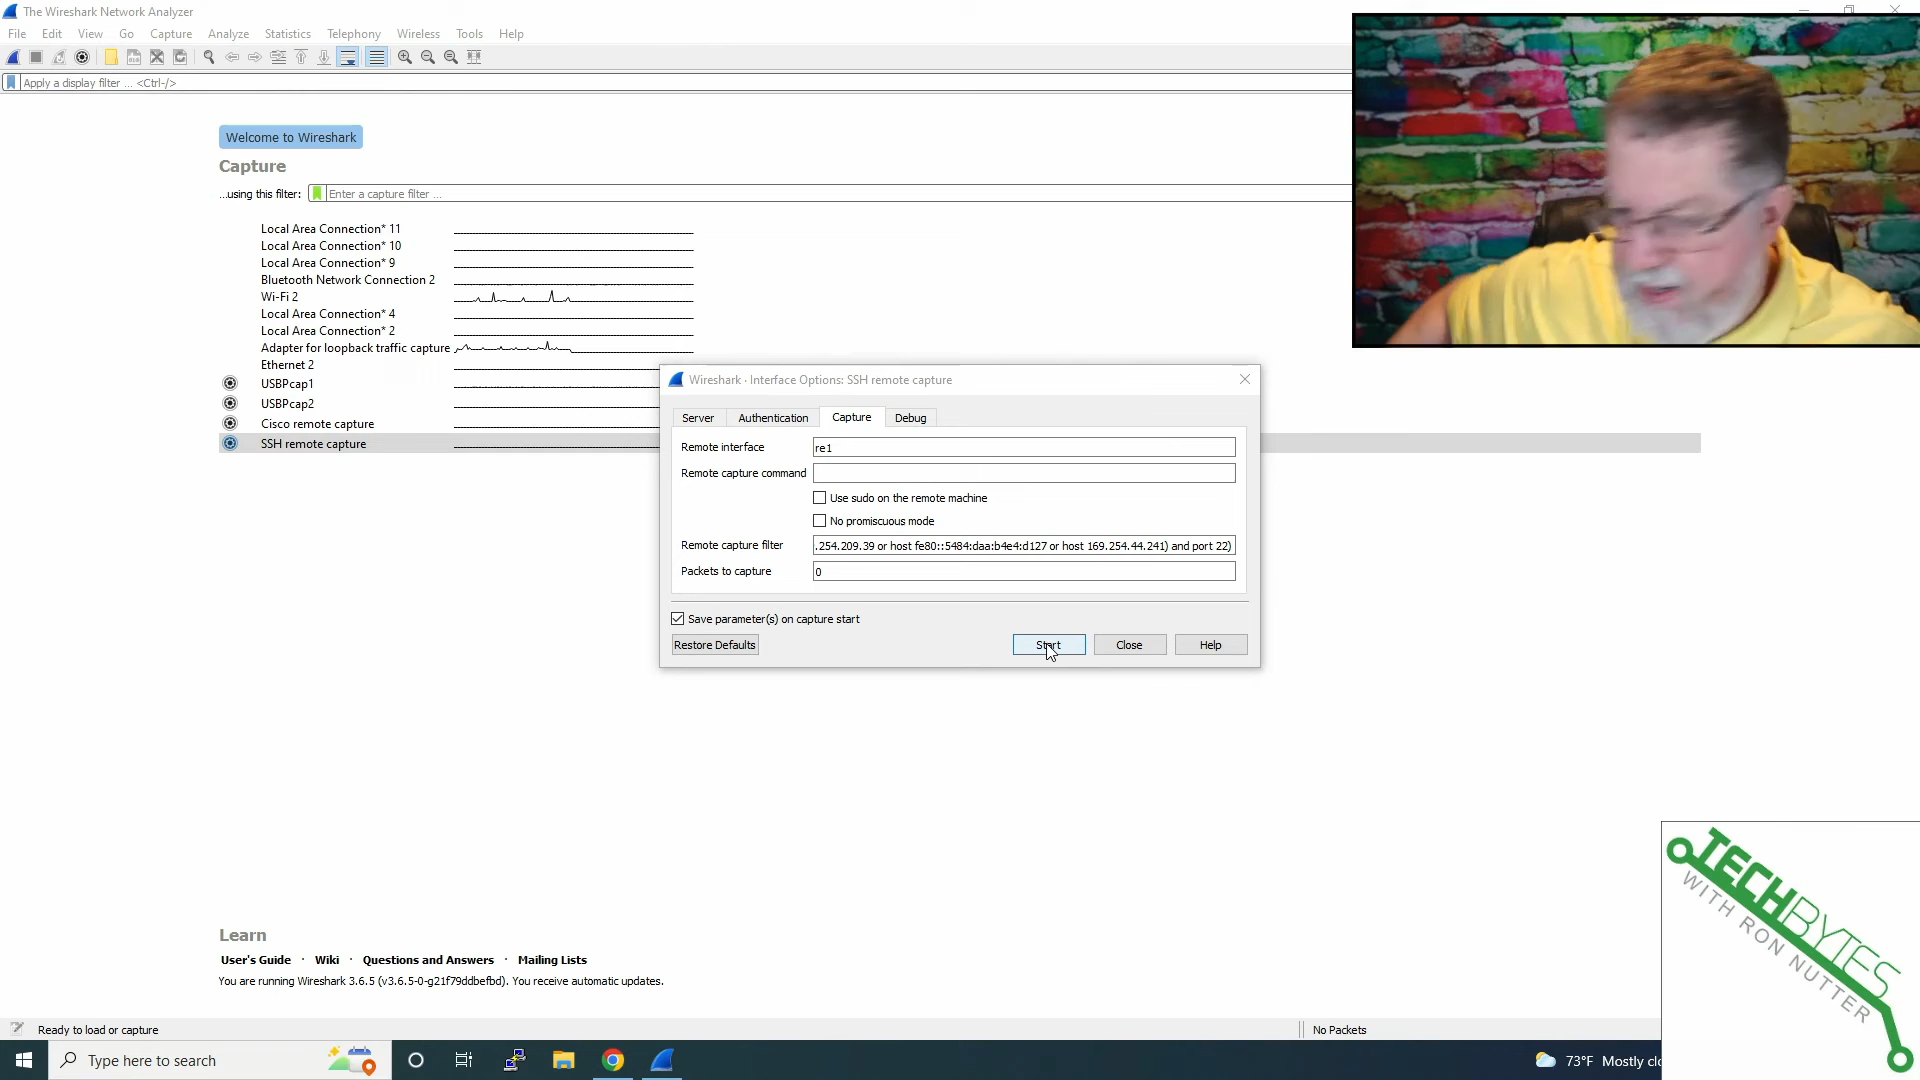 The Wireshark Network Analyzer
File Edit View Go Capture Analyze Statistics Telephony Wireless Tools Help
Apply a display filter ... <Ctrl-/>
Welcome to Wireshark
Capture
...using this filter: Enter a capture filter ...
Local Area Connection* 11
Local Area Connection* 10
Local Area Connection* 9
Bluetooth Network Connection 2
Wi-Fi 2
Local Area Connection* 4
Local Area Connection* 2
Adapter for loopback traffic capture
Ethernet 2
USBPcap1
USBPcap2
Cisco remote capture
SSH remote capture
Wireshark · Interface Options: SSH remote capture
Server Authentication Capture Debug
Remote interface re1
Remote capture command
Use sudo on the remote machine
No promiscuous mode
Remote capture filter .254.209.39 or host fe80::5484:daa:b4e4:d127 or host 169.254.44.241) and port 22)
Packets to capture 0
Save parameter(s) on capture start
Restore Defaults Start Close Help
Learn
User's Guide · Wiki · Questions and Answers · Mailing Lists
You are running Wireshark 3.6.5 (v3.6.5-0-g21f79ddbefbd). You receive automatic updates.
Ready to load or capture No Packets
Type here to search
73°F Mostly clo
TECHBYTES
WITH RON NUTTER